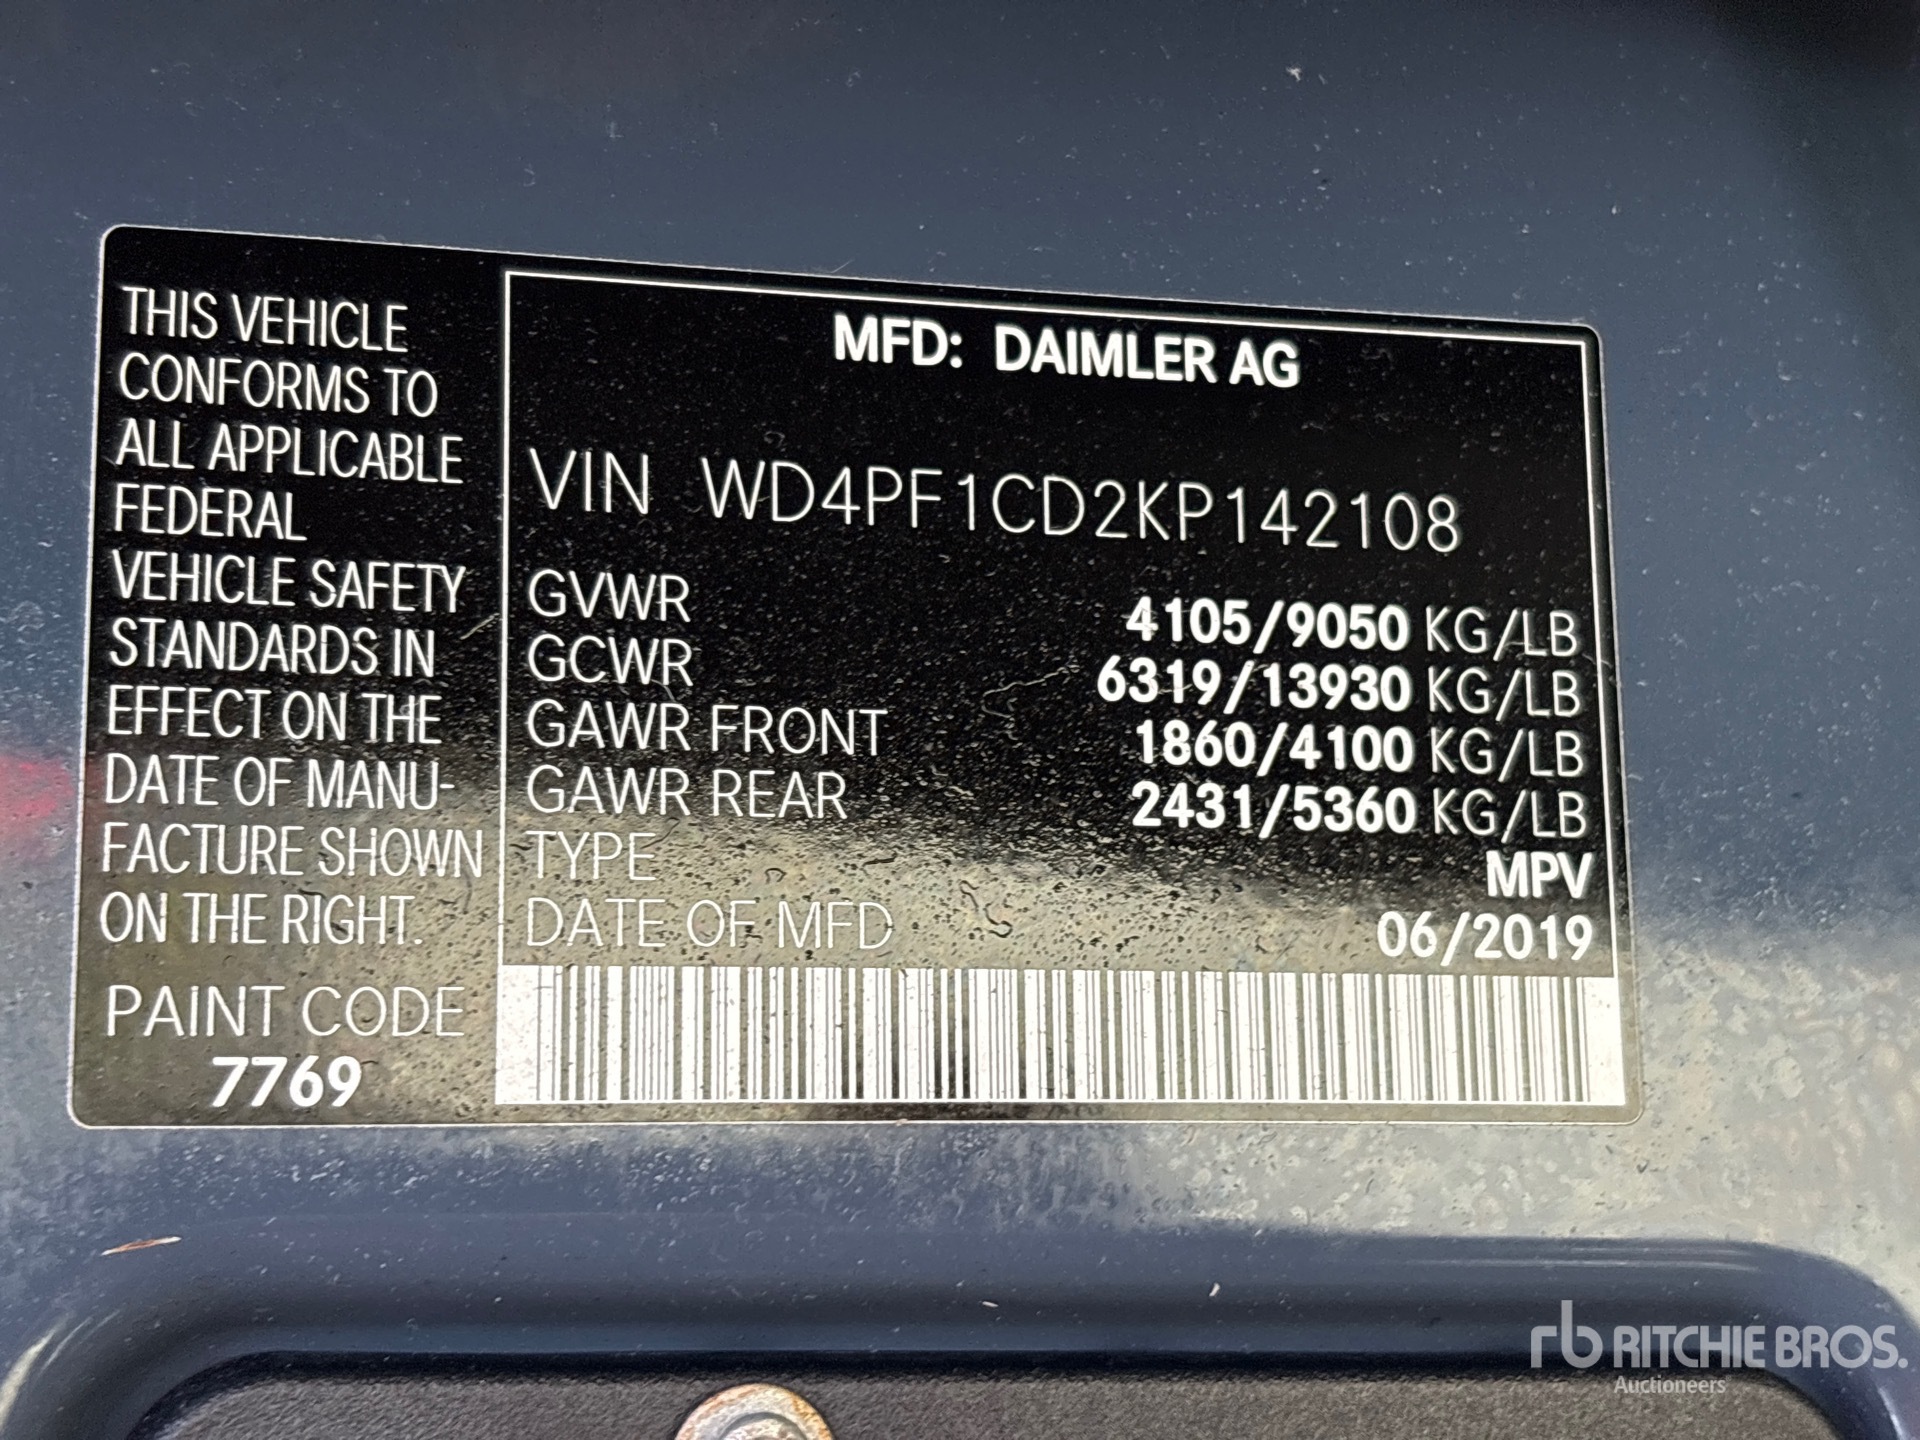 THIS VEHICLE
CONFORMS TO
ALL APPLICABLE
FEDERAL
VEHICLE SAFETY
STANDARDS IN
EFFECT ON THE
DATE OF MANU-
FACTURE SHOWN
ON THE RIGHT.
PAINT CODE
7769
MFD: DAIMLER AG
VIN WD4PF1CD2KP142108
GVWR 4105/9050 KG/LB
GCWR 6319/13930 KG/LB
GAWR FRONT 1860/4100 KG/LB
GAWR REAR 2431/5360 KG/LB
TYPE MPV
DATE OF MFD 06/2019
rb RITCHIE BROS.
Auctioneers